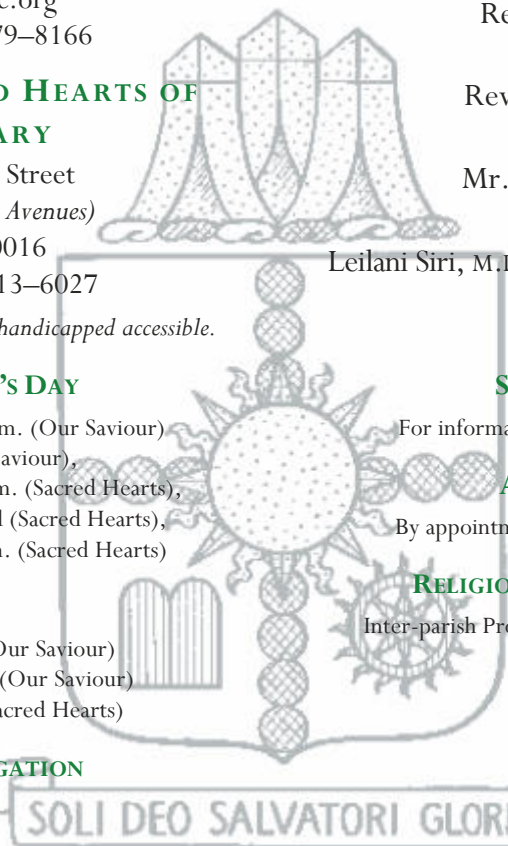 c.org
79–8166
D HEARTS OF
ARY
Street
Avenues)
0016
13–6027
handicapped accessible.
’S DAY
m. (Our Saviour)
aviour),
m. (Sacred Hearts),
(Sacred Hearts),
(Sacred Hearts)
Our Saviour)
(Our Saviour)
acred Hearts)
GATION
Re
Rev
Mr.
Leilani Siri, M.
S
For informa
A
By appointm
RELIGIO
Inter-parish Pro
SOLI DEO SALVATORI GLOR